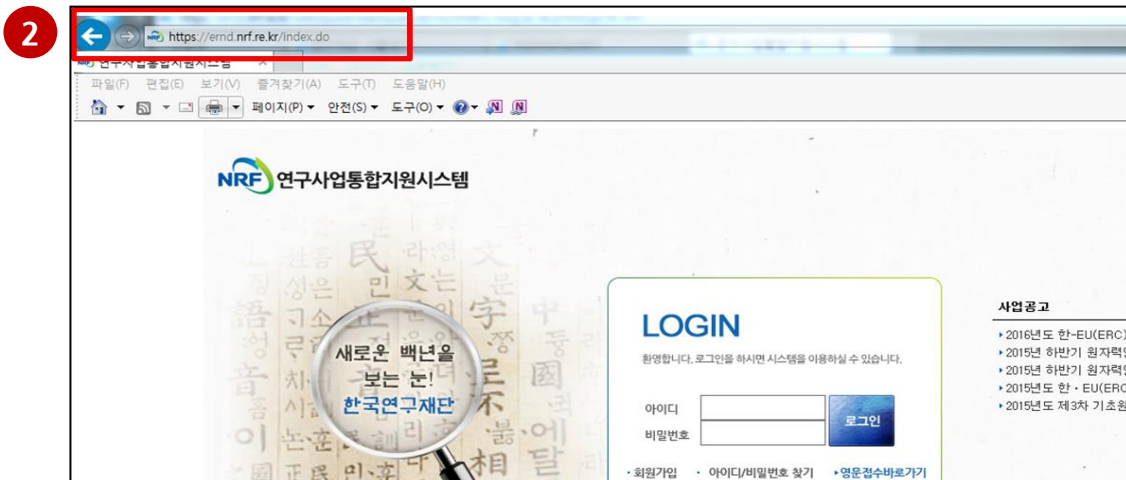 2
https://ernd.nrf.re.kr/index.do
연구사업통합지원시스템
파일(F) 편집(E) 보기(V) 즐겨찾기(A) 도구(T) 도움말(H)
페이지(P) 안전(S) 도구(O)
NRF 연구사업통합지원시스템
새로운 백년을
보는 눈!
한국연구재단
LOGIN
환영합니다. 로그인을 하시면 시스템을 이용하실 수 있습니다.
아이디
비밀번호
로그인
· 회원가입 · 아이디/비밀번호 찾기 ▸영문접수바로가기
사업공고
▸2016년도 한-EU(ERC)
▸2015년 하반기 원자력
▸2015년 하반기 원자력
▸2015년도 한·EU(ERC
▸2015년도 제3차 기초원